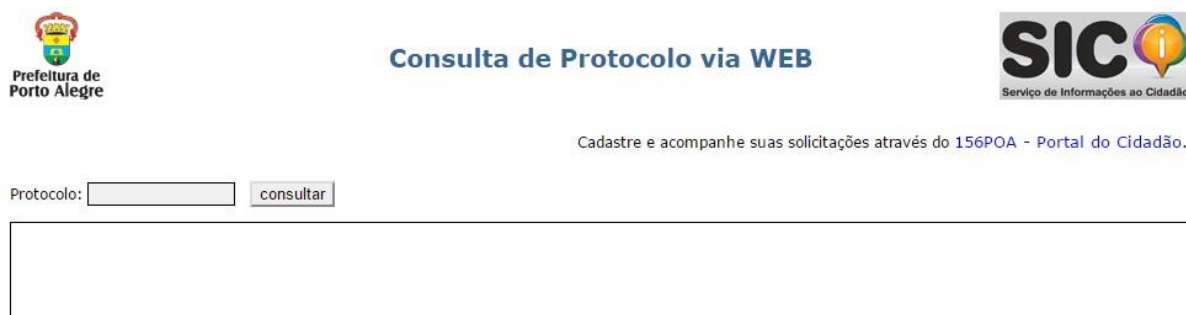 Prefeitura de
Porto Alegre
Consulta de Protocolo via WEB
SIC i
Serviço de Informações ao Cidadão
Cadastre e acompanhe suas solicitações através do 156POA - Portal do Cidadão.
Protocolo: consultar